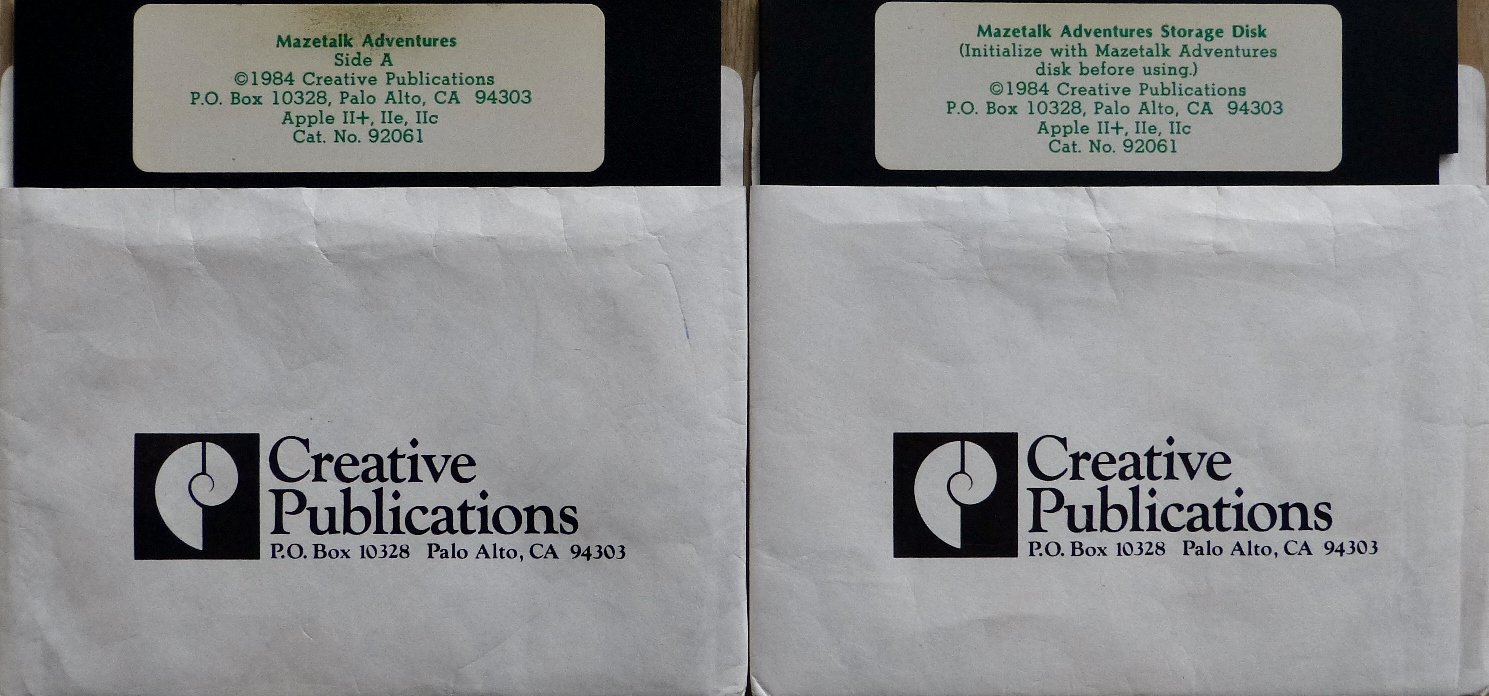 Mazetalk Adventures
Side A
©1984 Creative Publications
P.O. Box 10328, Palo Alto, CA 94303
Apple II+, IIe, IIc
Cat. No. 92061
Creative
Publications
P.O. Box 10328 Palo Alto, CA 94303
Mazetalk Adventures Storage Disk
(Initialize with Mazetalk Adventures
disk before using.)
©1984 Creative Publications
P.O. Box 10328, Palo Alto, CA 94303
Apple II+, IIe, IIc
Cat. No. 92061
Creative
Publications
P.O. Box 10328 Palo Alto, CA 94303